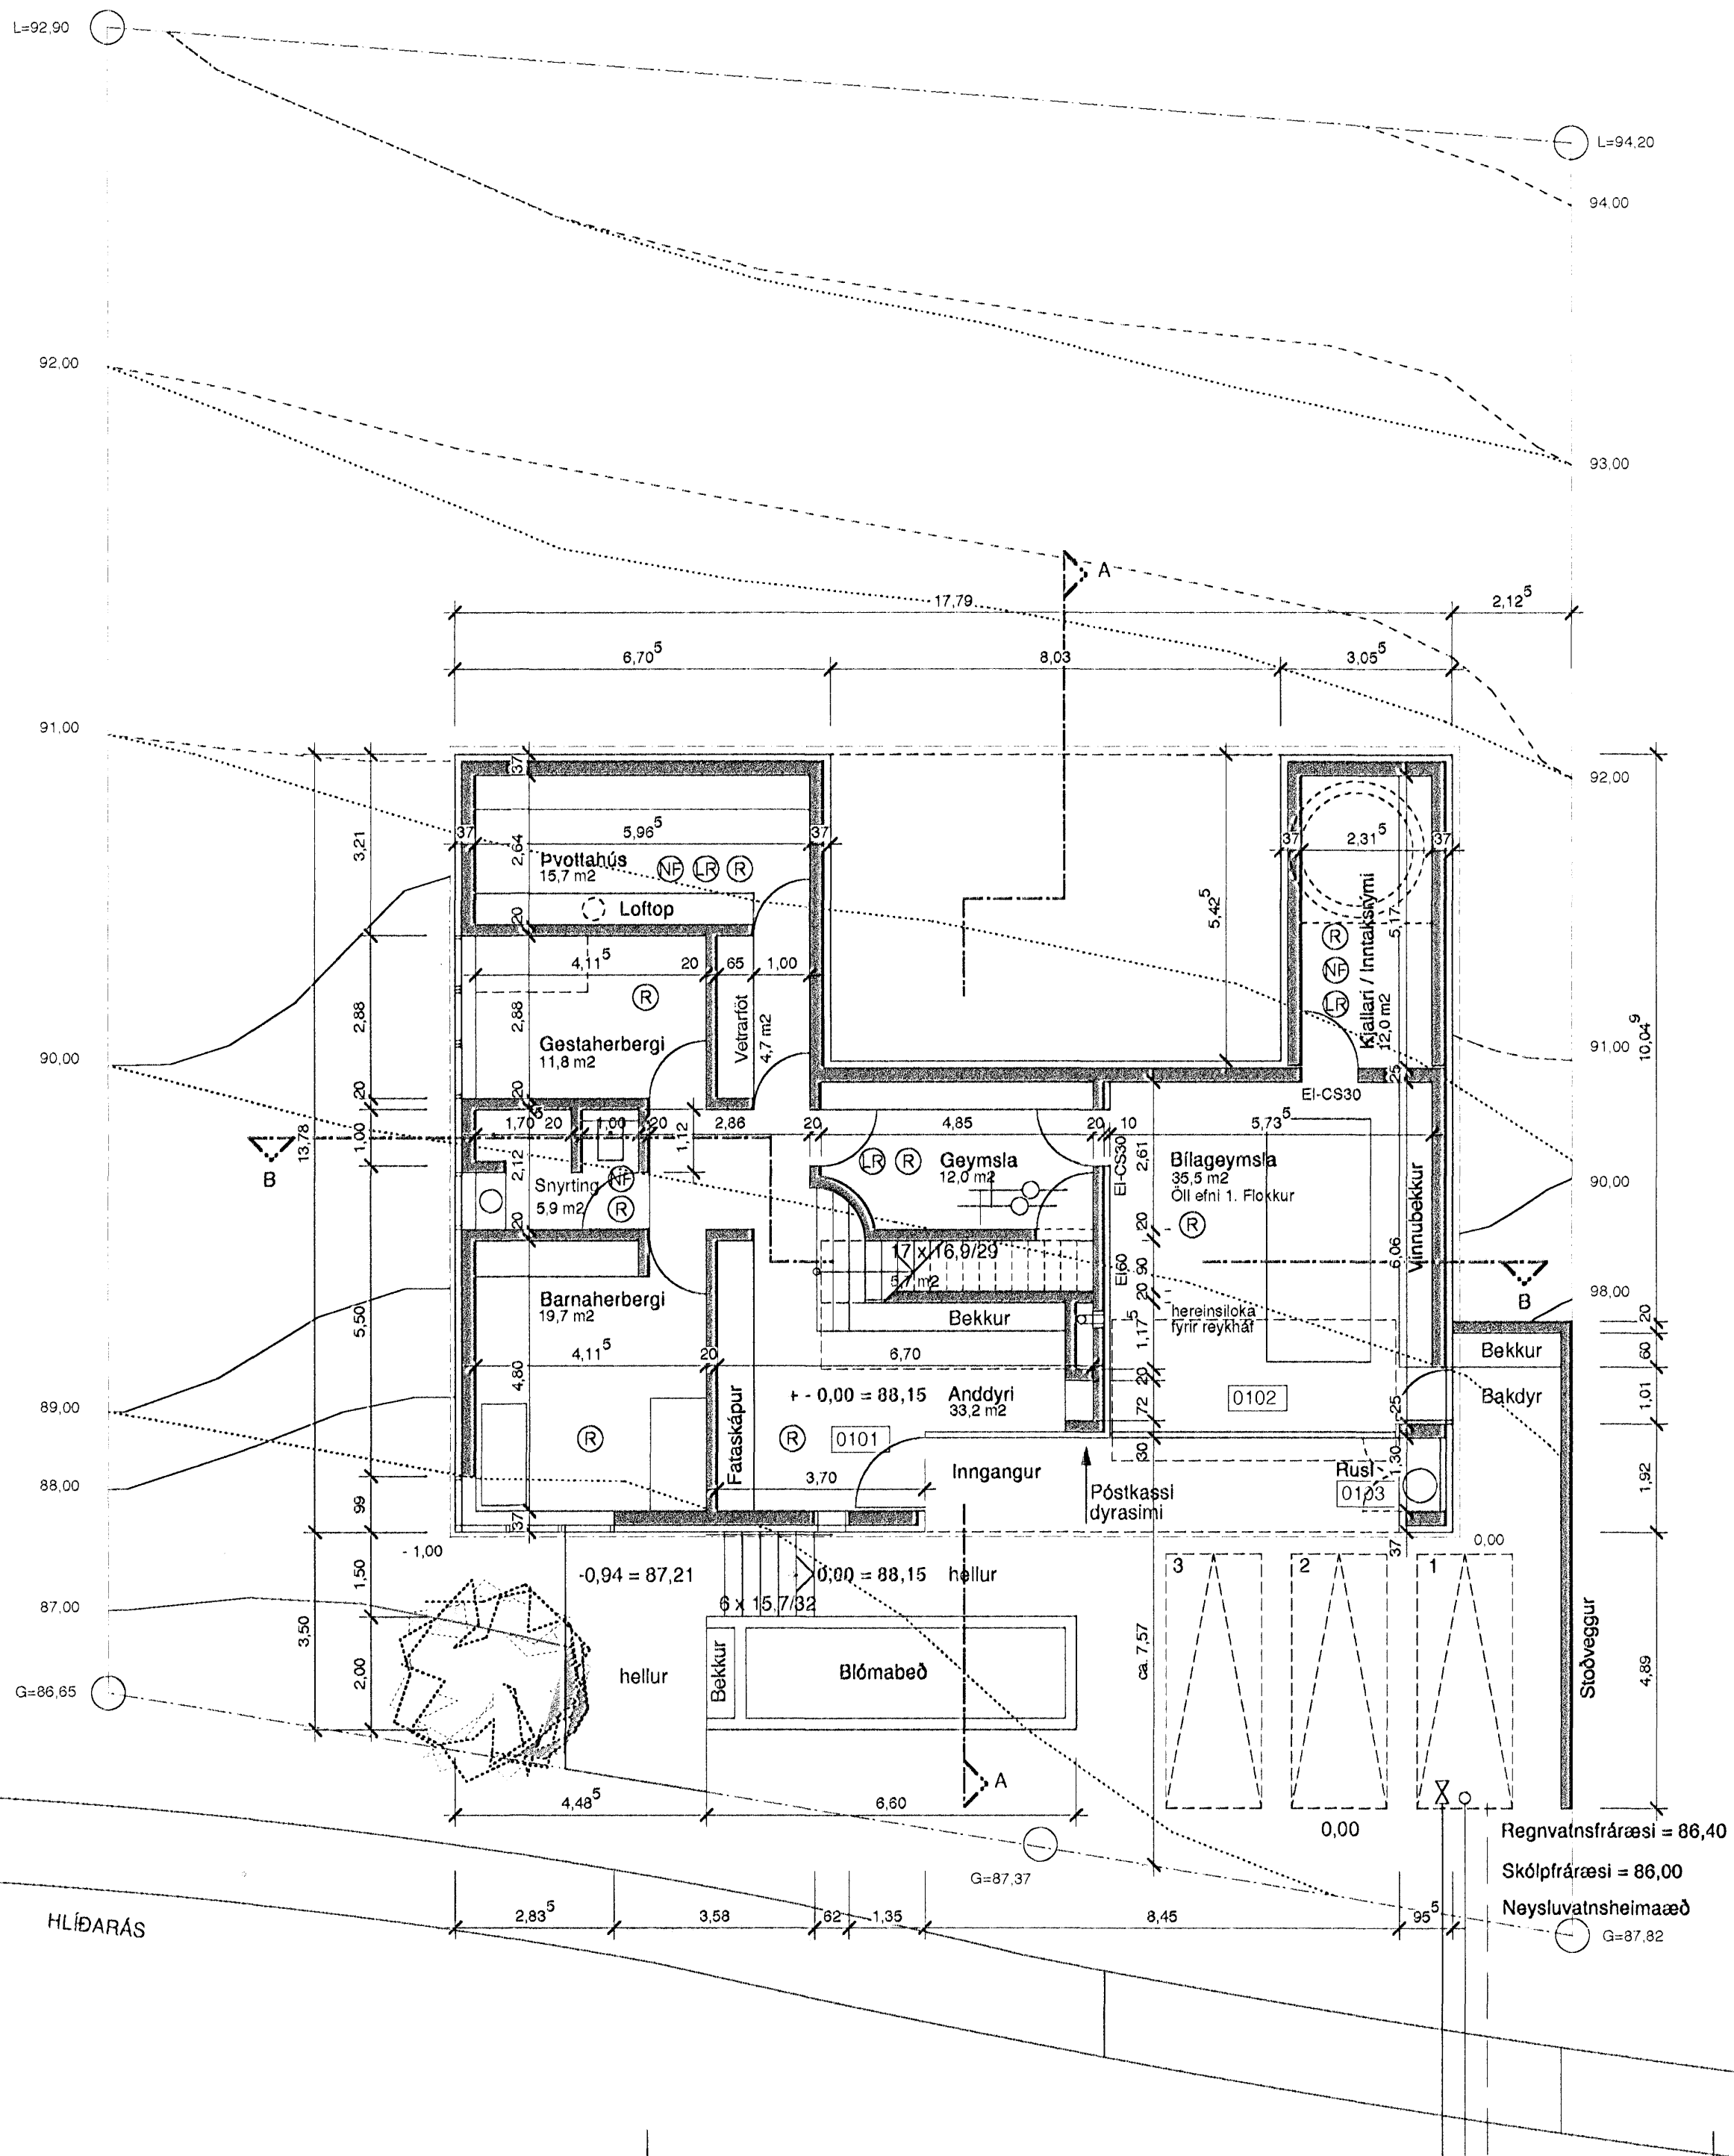 L=92,90
L=94,20
94,00
92,00
93,00
A
17,79
2,12⁵
6,70⁵
8,03
3,05⁵
91,00
92,00
37
3,21
37
5,96⁵
37
2,64
Þvottahús
15,7 m2
NF LR R
Loftop
20
37
2,31⁵
37
5,17
5,42⁵
R
NF
LR
Kjallari / Inntaksrými
12,0 m2
4,11⁵
20
65
1,00
R
2,88
2,88
Gestaherbergi
11,8 m2
Vetrarföt
4,7 m2
90,00
91,00
10,04⁹
25
EI-CS30
20
20
13,78
1,00
1,70⁵
20
1,00
20
1,12
2,86
20
4,85
20
10
5,73⁵
B
2,12
Snyrting
5,9 m2
NF
R
LR R
Geymsla
12,0 m2
EI-CS30
2,61
Bílageymsla
35,5 m2
Öll efni 1. Flokkur
R
Vinnubekkur
90,00
20
20
17 x 16,9/29
5,7 m2
EI60
90
20
6,06
B
98,00
5,50
Barnaherbergi
19,7 m2
Bekkur
1,17⁵
hereinsiloka
fyrir reykháf
20
Bekkur
60
4,11⁵
20
6,70
4,80
20
Fataskápur
+ - 0,00 = 88,15
Anddyri
33,2 m2
72
0102
Bakdyr
1,01
25
89,00
R
R
0101
30
88,00
3,70
Inngangur
Póstkassi
dyrasimi
Rusl
0103
1,30
1,92
99
37
37
- 1,00
1,50
-0,94 = 87,21
0,00 = 88,15
hellur
3
2
1
0,00
87,00
6 x 15,7/32
3,50
2,00
hellur
Bekkur
Blómabeð
ca. 7,57
Stoðveggur
4,89
G=86,65
A
4,48⁵
6,60
0,00
Regnvatnsfráræsi = 86,40
G=87,37
Skólpfráræsi = 86,00
Neysluvatnsheimaæð
HLÍÐARÁS
2,83⁵
3,58
62
1,35
8,45
95⁵
G=87,82